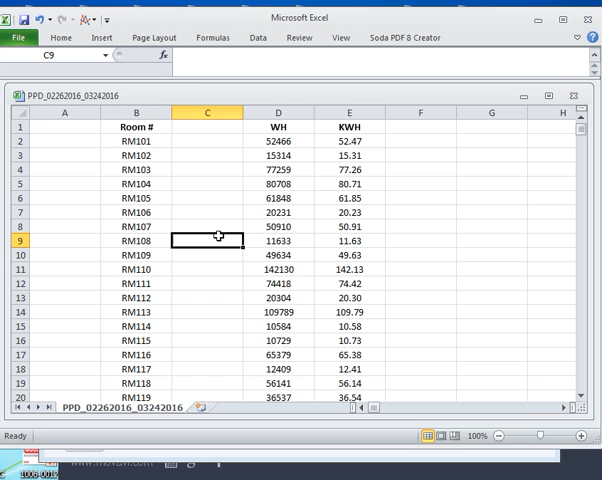 Microsoft Excel
File Home Insert Page Layout Formulas Data Review View Soda PDF 8 Creator
C9 fx
PPD_02262016_03242016
A B C D E F G H
1 Room # WH KWH
2 RM101 52466 52.47
3 RM102 15314 15.31
4 RM103 77259 77.26
5 RM104 80708 80.71
6 RM105 61848 61.85
7 RM106 20231 20.23
8 RM107 50910 50.91
9 RM108 11633 11.63
10 RM109 49634 49.63
11 RM110 142130 142.13
12 RM111 74418 74.42
13 RM112 20304 20.30
14 RM113 109789 109.79
15 RM114 10584 10.58
16 RM115 10729 10.73
17 RM116 65379 65.38
18 RM117 12409 12.41
19 RM118 56141 56.14
20 RM119 36537 36.54
PPD_02262016_03242016
Ready 100%